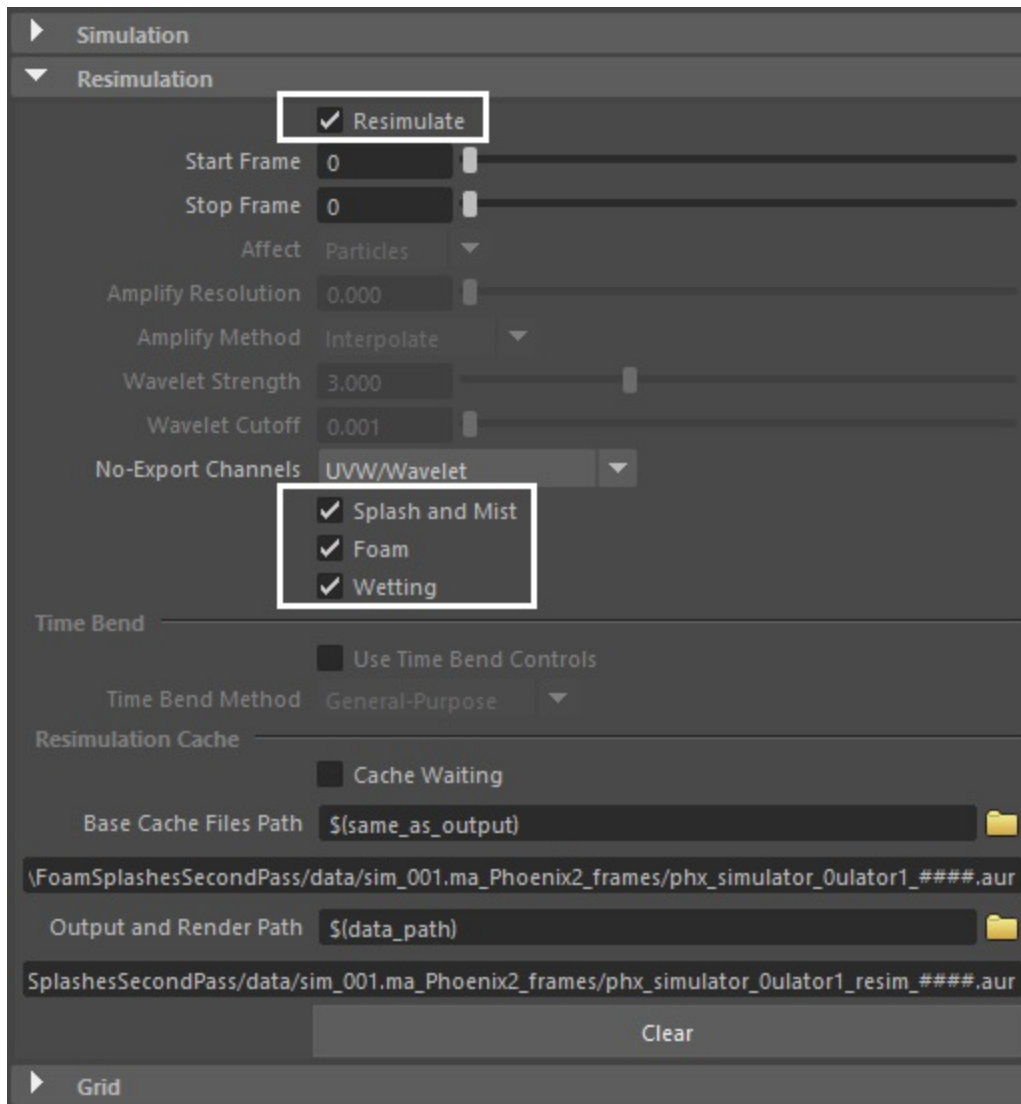 Simulation
Resimulation
Resimulate
Start Frame 0
Stop Frame 0
Affect Particles
Amplify Resolution 0.000
Amplify Method Interpolate
Wavelet Strength 3.000
Wavelet Cutoff 0.001
No-Export Channels UVW/Wavelet
Splash and Mist
Foam
Wetting
Time Bend
Use Time Bend Controls
Time Bend Method General-Purpose
Resimulation Cache
Cache Waiting
Base Cache Files Path $(same_as_output)
\FoamSplashesSecondPass/data/sim_001.ma_Phoenix2_frames/phx_simulator_0ulator1_####.aur
Output and Render Path $(data_path)
SplashesSecondPass/data/sim_001.ma_Phoenix2_frames/phx_simulator_0ulator1_resim_####.aur
Clear
Grid